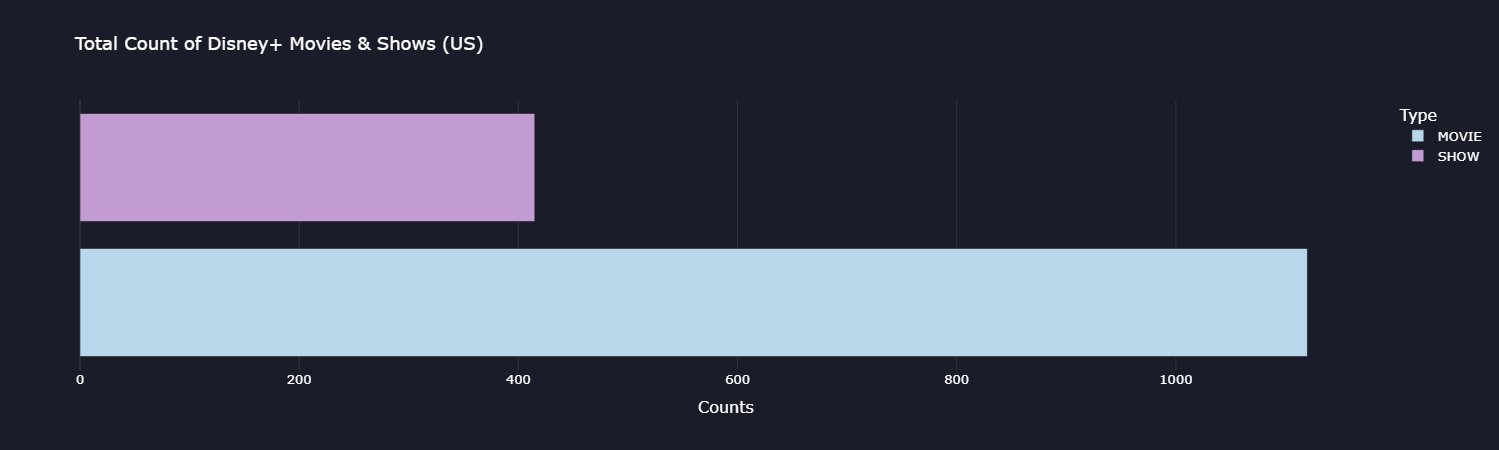 Total Count of Disney+ Movies & Shows (US)
Type
MOVIE
SHOW
0 200 400 600 800 1000
Counts